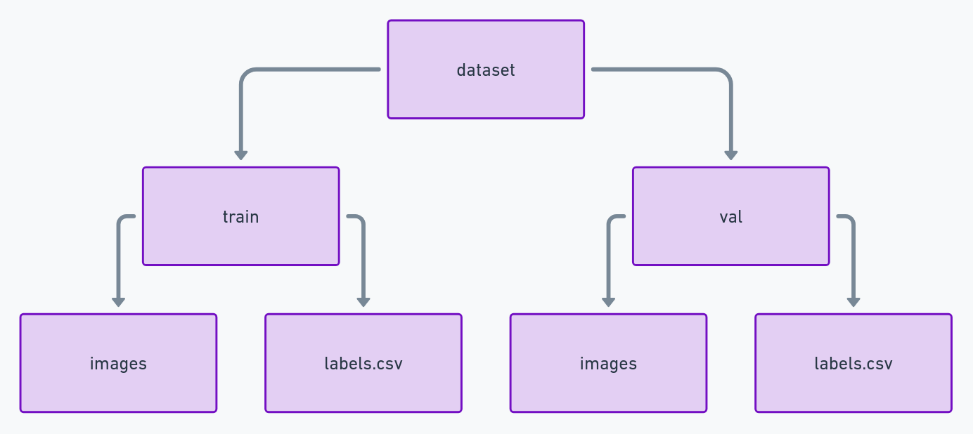 dataset
train
val
images
labels.csv
images
labels.csv